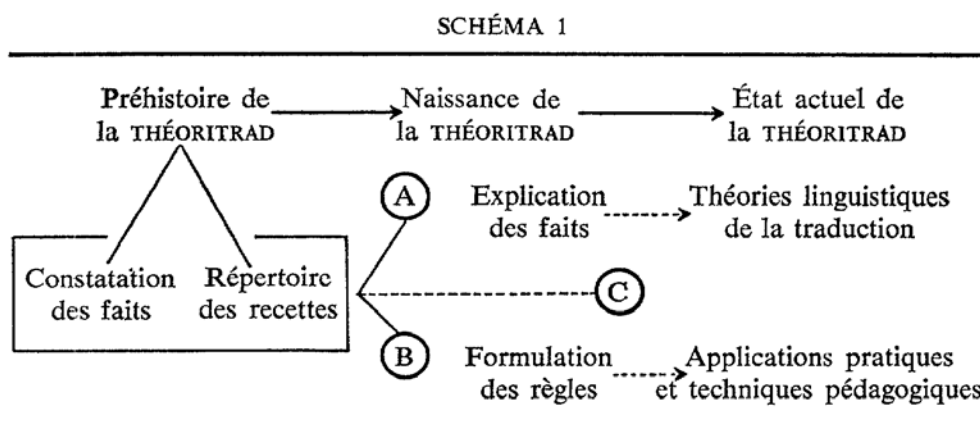 SCHÉMA 1
Préhistoire de
la THÉORITRAD
Naissance de
la THÉORITRAD
État actuel de
la THÉORITRAD
A
Explication
des faits
Théories linguistiques
de la traduction
Constatation
des faits
Répertoire
des recettes
C
B
Formulation
des règles
Applications pratiques
et techniques pédagogiques